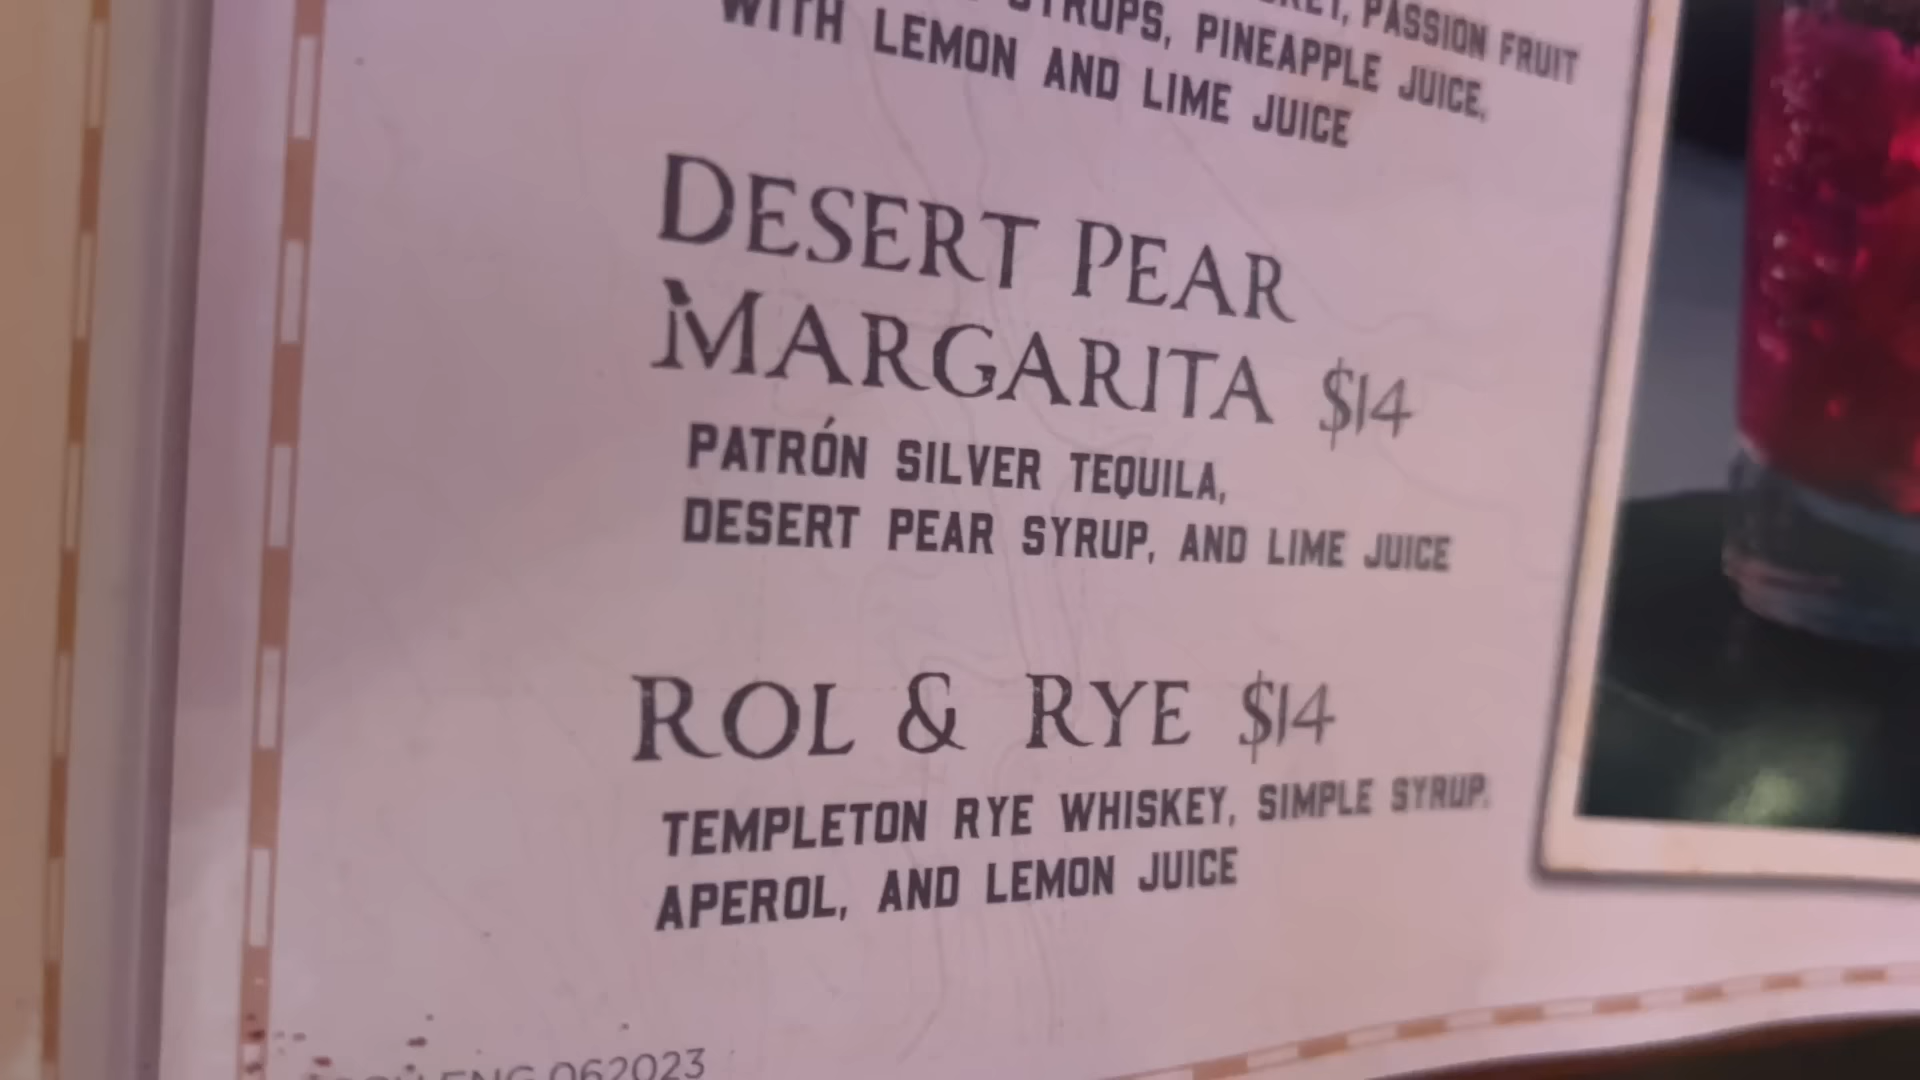 SYRUPS, PINEAPPLE JUICE, PASSION FRUIT
WITH LEMON AND LIME JUICE
DESERT PEAR
MARGARITA $14
PATRÓN SILVER TEQUILA,
DESERT PEAR SYRUP, AND LIME JUICE
ROL & RYE $14
TEMPLETON RYE WHISKEY, SIMPLE SYRUP,
APEROL, AND LEMON JUICE
ENG 062023